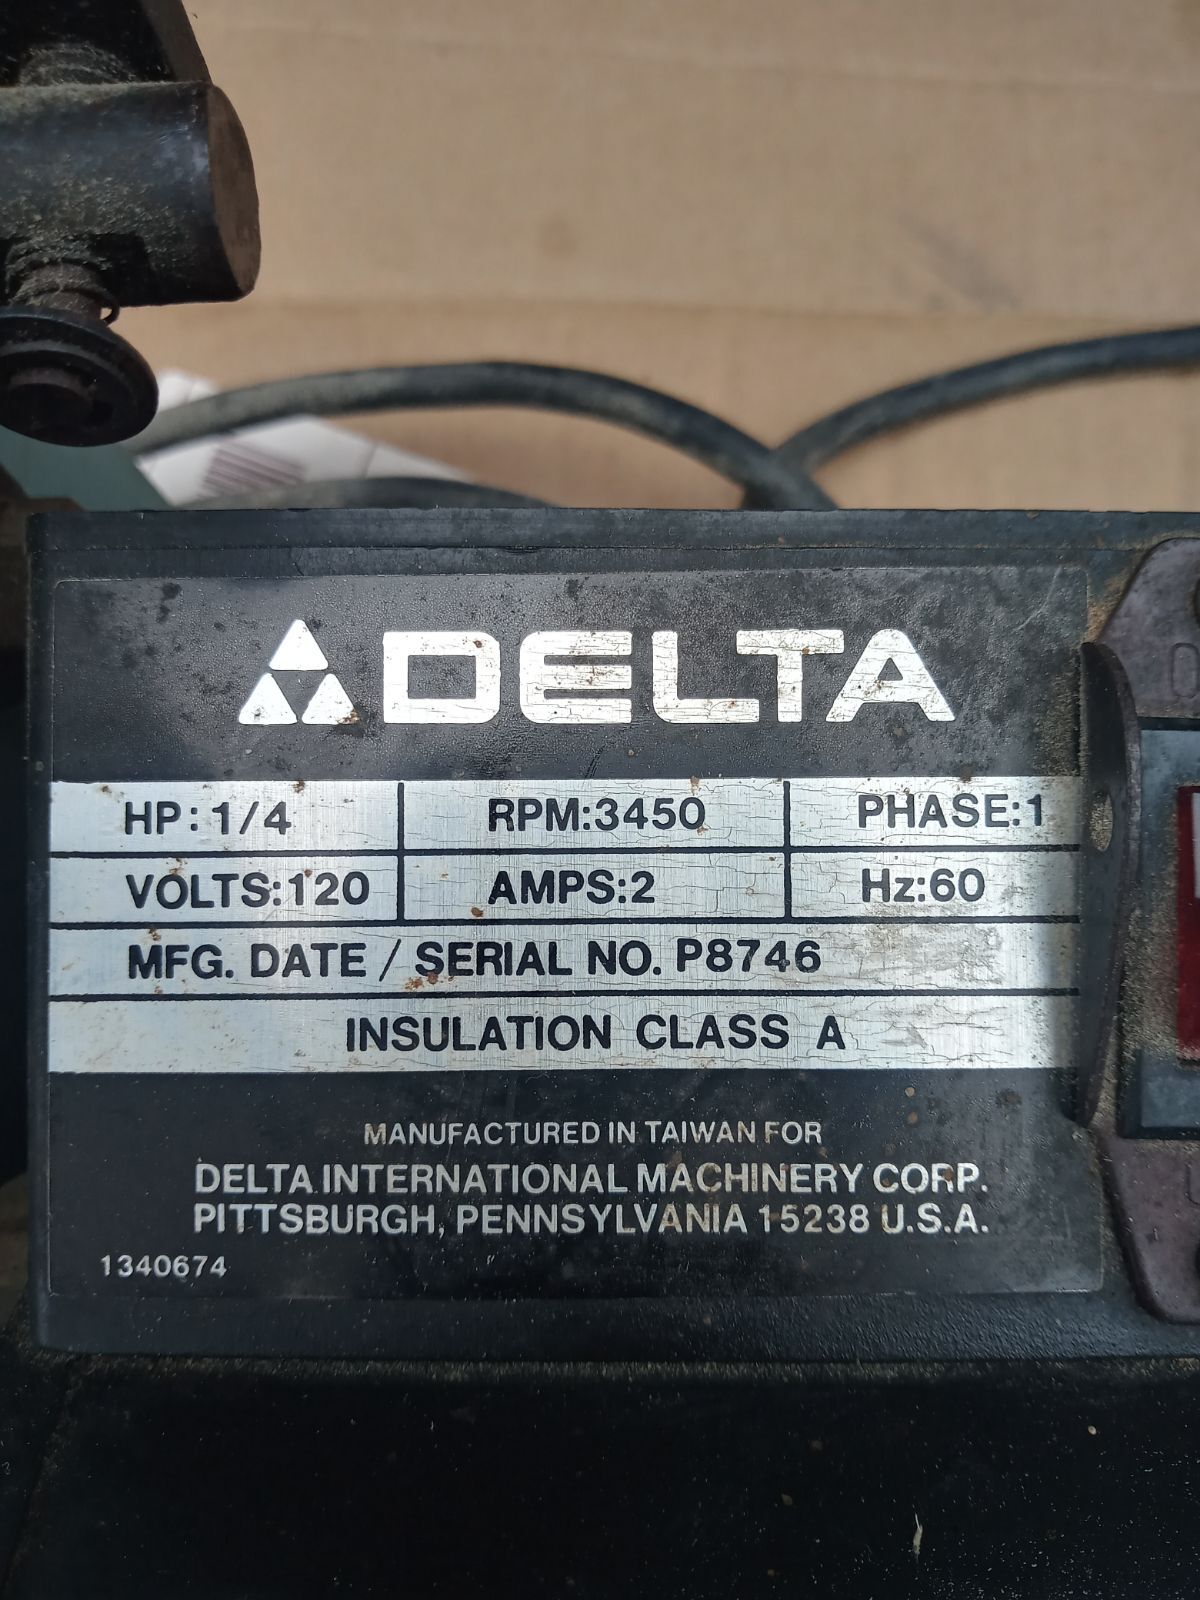 DELTA
HP:1/4 RPM:3450 PHASE:1
VOLTS:120 AMPS:2 Hz:60
MFG. DATE / SERIAL NO. P8746
INSULATION CLASS A
MANUFACTURED IN TAIWAN FOR
DELTA INTERNATIONAL MACHINERY CORP.
PITTSBURGH, PENNSYLVANIA 15238 U.S.A.
1340674